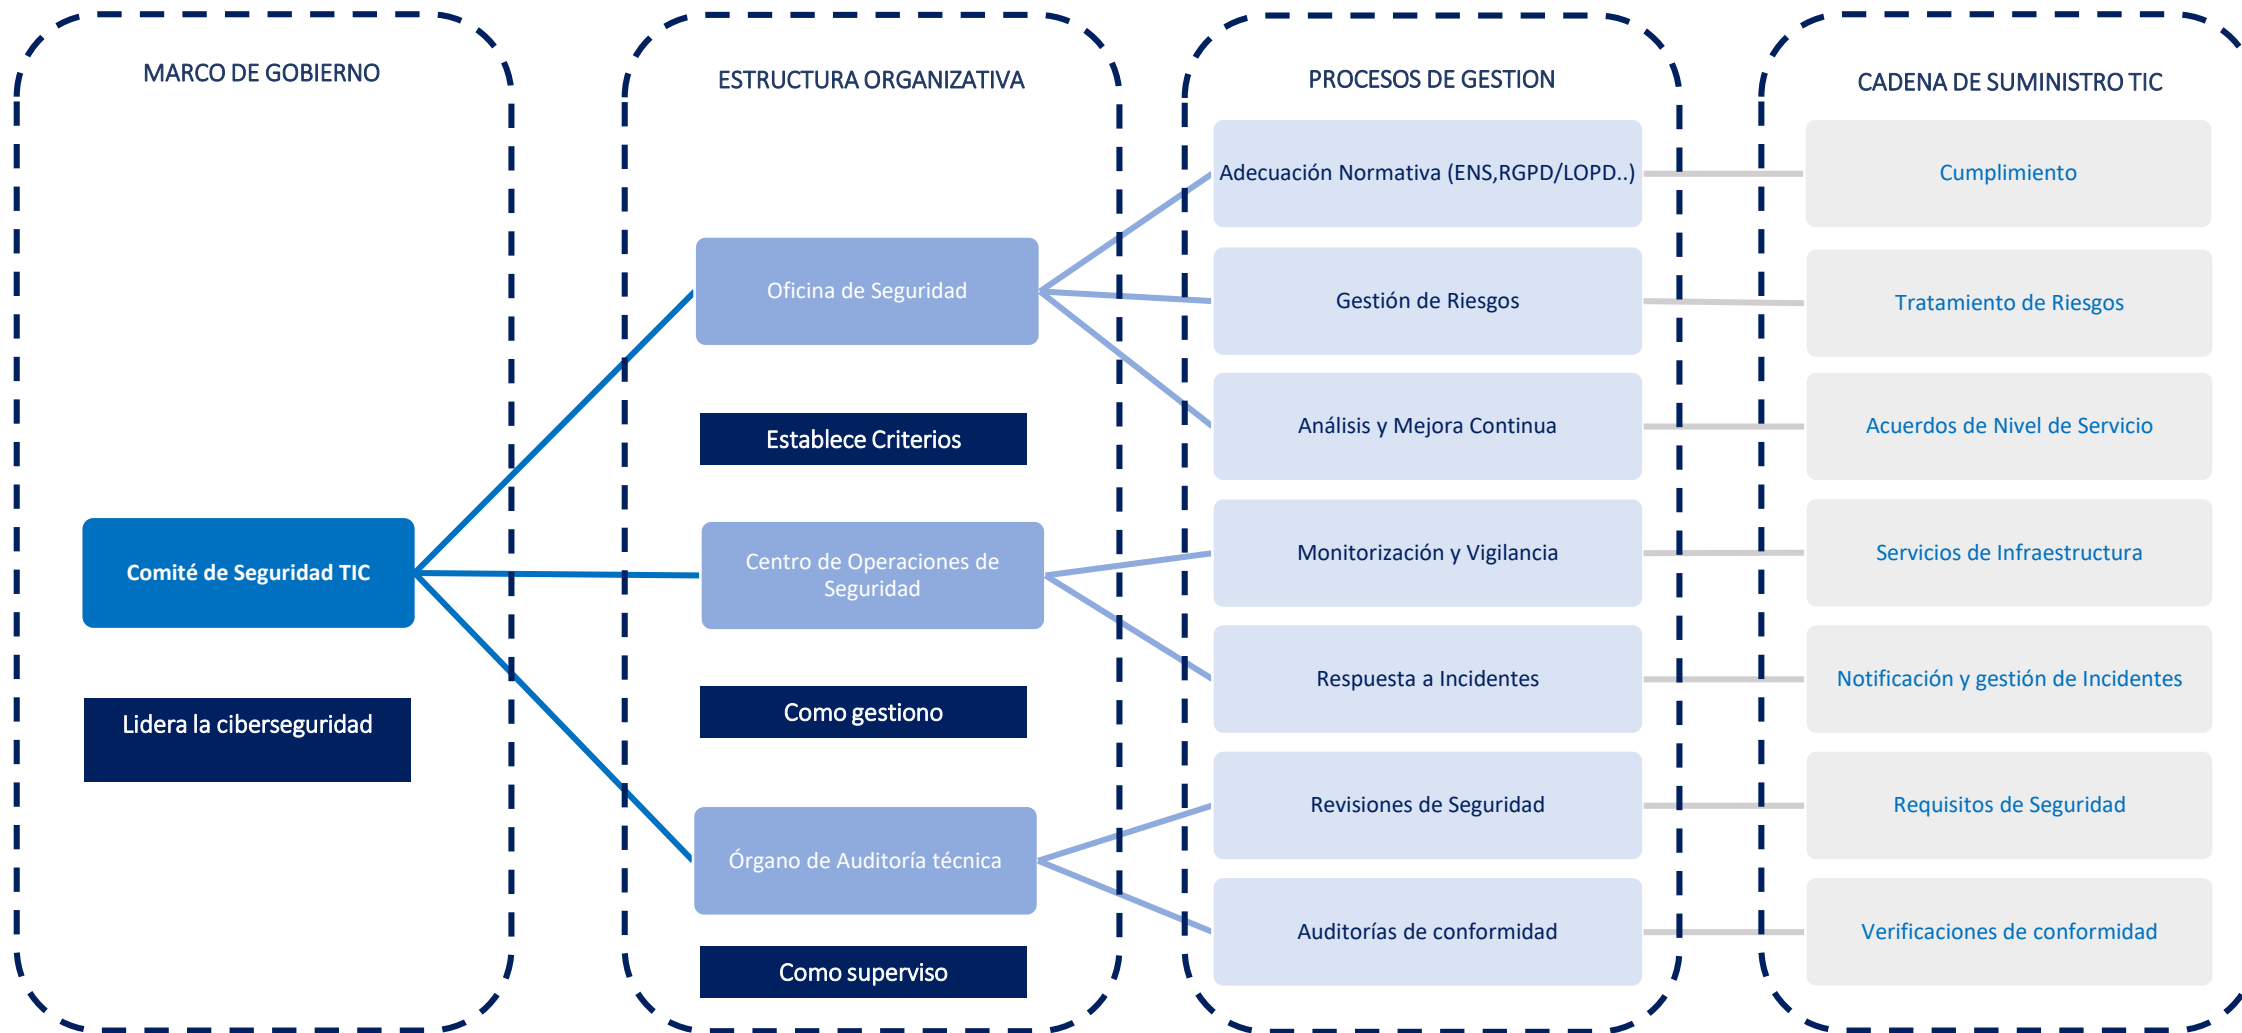 MARCO DE GOBIERNO
Comité de Seguridad TIC
Lidera la ciberseguridad
ESTRUCTURA ORGANIZATIVA
Oficina de Seguridad
Establece Criterios
Centro de Operaciones de
Seguridad
Como gestiono
Órgano de Auditoría técnica
Como superviso
PROCESOS DE GESTION
Adecuación Normativa (ENS,RGPD/LOPD..)
Gestión de Riesgos
Análisis y Mejora Continua
Monitorización y Vigilancia
Respuesta a Incidentes
Revisiones de Seguridad
Auditorías de conformidad
CADENA DE SUMINISTRO TIC
Cumplimiento
Tratamiento de Riesgos
Acuerdos de Nivel de Servicio
Servicios de Infraestructura
Notificación y gestión de Incidentes
Requisitos de Seguridad
Verificaciones de conformidad